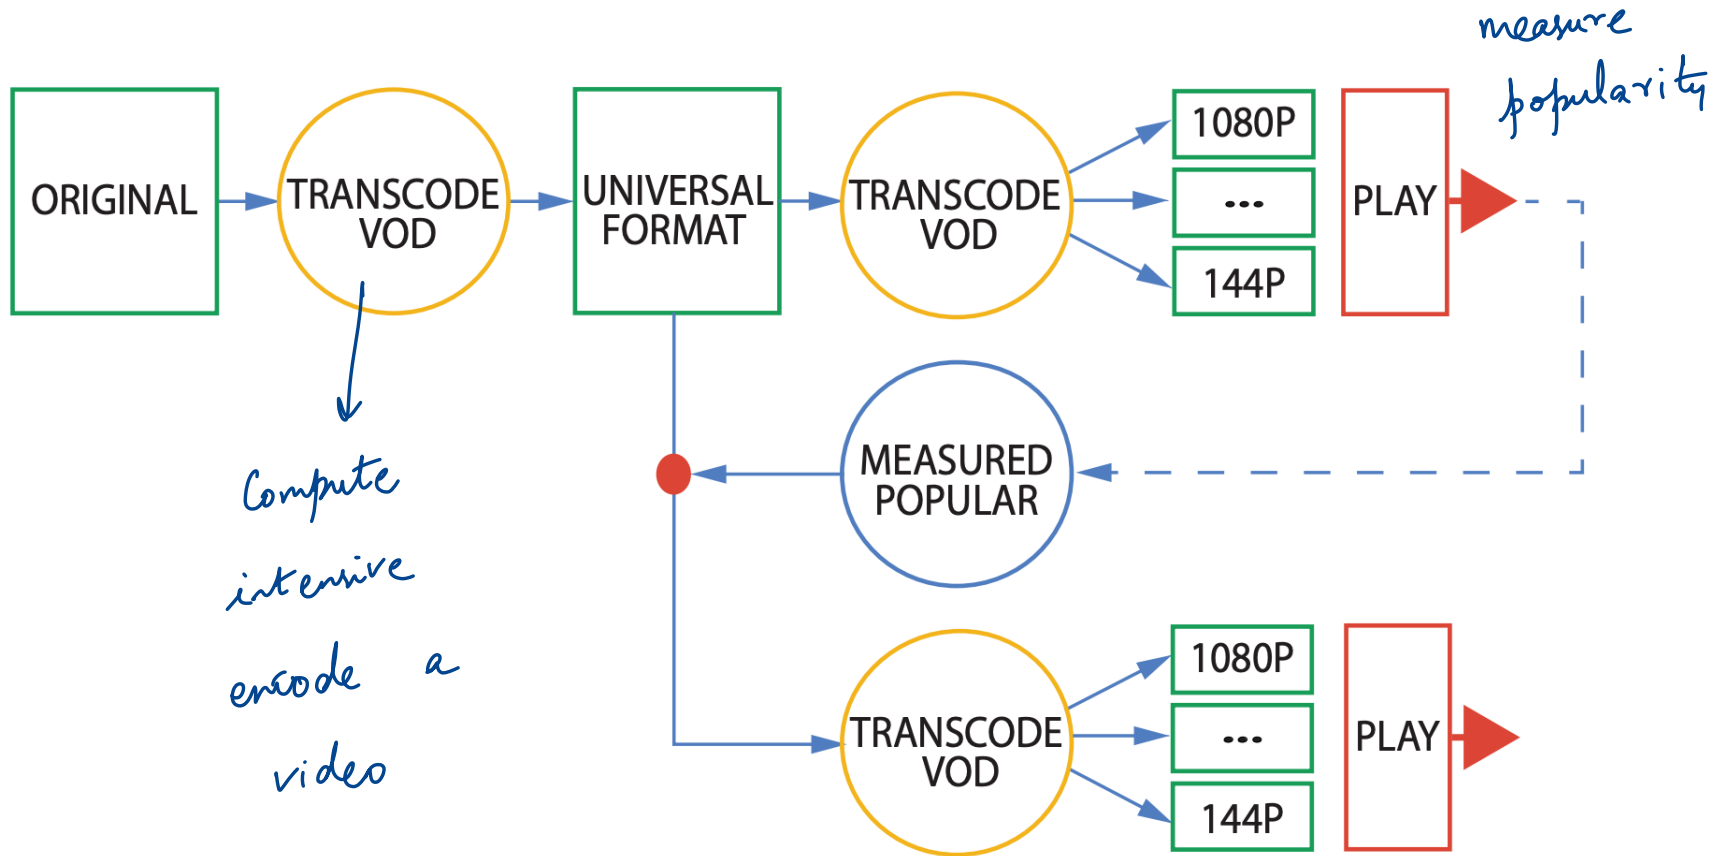 measure
popularity
ORIGINAL
TRANSCODE
VOD
UNIVERSAL
FORMAT
TRANSCODE
VOD
1080P
...
144P
PLAY
Compute
intensive
encode a
video
MEASURED
POPULAR
TRANSCODE
VOD
1080P
...
144P
PLAY